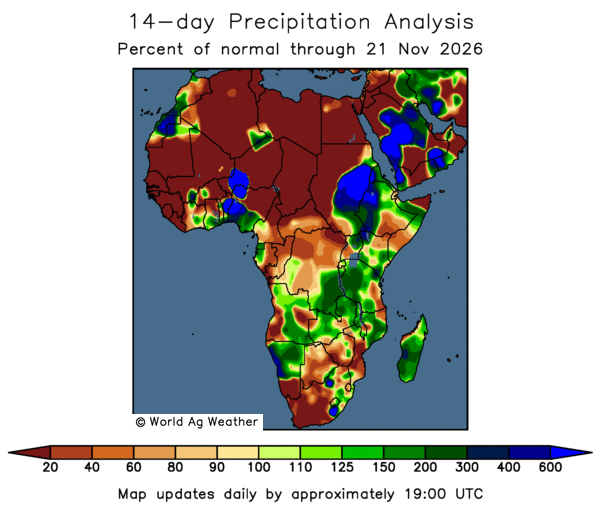 14-day Precipitation Analysis
Percent of normal through 21 Nov 2026
© World Ag Weather
20 40 60 80 90 100 110 125 150 200 300 400 600
Map updates daily by approximately 19:00 UTC